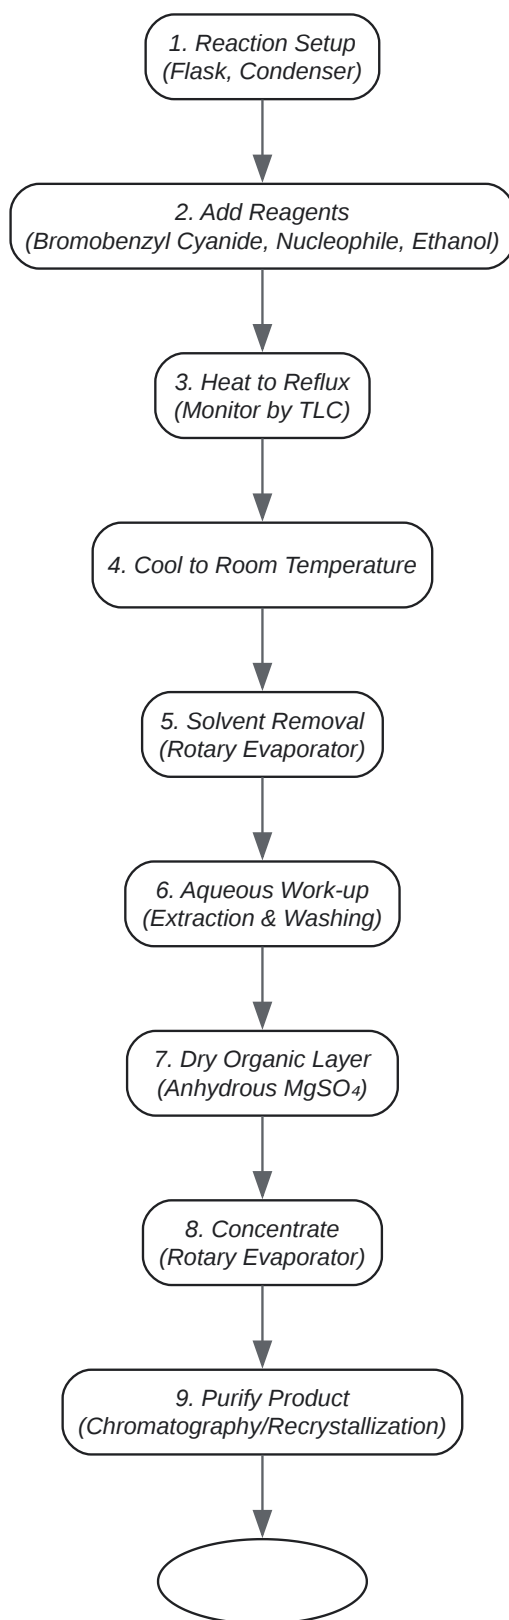 1. Reaction Setup
(Flask, Condenser)
2. Add Reagents
(Bromobenzyl Cyanide, Nucleophile, Ethanol)
3. Heat to Reflux
(Monitor by TLC)
4. Cool to Room Temperature
5. Solvent Removal
(Rotary Evaporator)
6. Aqueous Work-up
(Extraction & Washing)
7. Dry Organic Layer
(Anhydrous MgSO₄)
8. Concentrate
(Rotary Evaporator)
9. Purify Product
(Chromatography/Recrystallization)